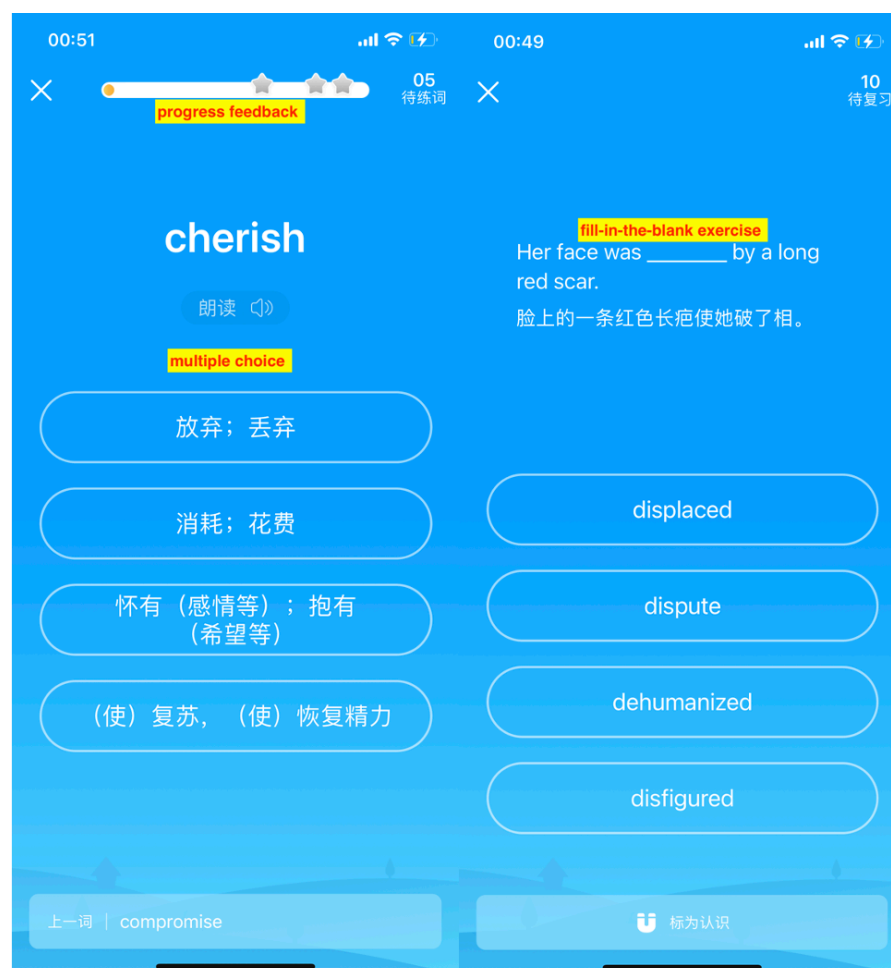 00:51
05
待练词
progress feedback
cherish
朗读
multiple choice
放弃；丢弃
消耗；花费
怀有（感情等）；抱有
（希望等）
（使）复苏，（使）恢复精力
上一词 | compromise
00:49
10
待复习
fill-in-the-blank exercise
Her face was _______ by a long
red scar.
脸上的一条红色长疤使她破了相。
displaced
dispute
dehumanized
disfigured
标为认识